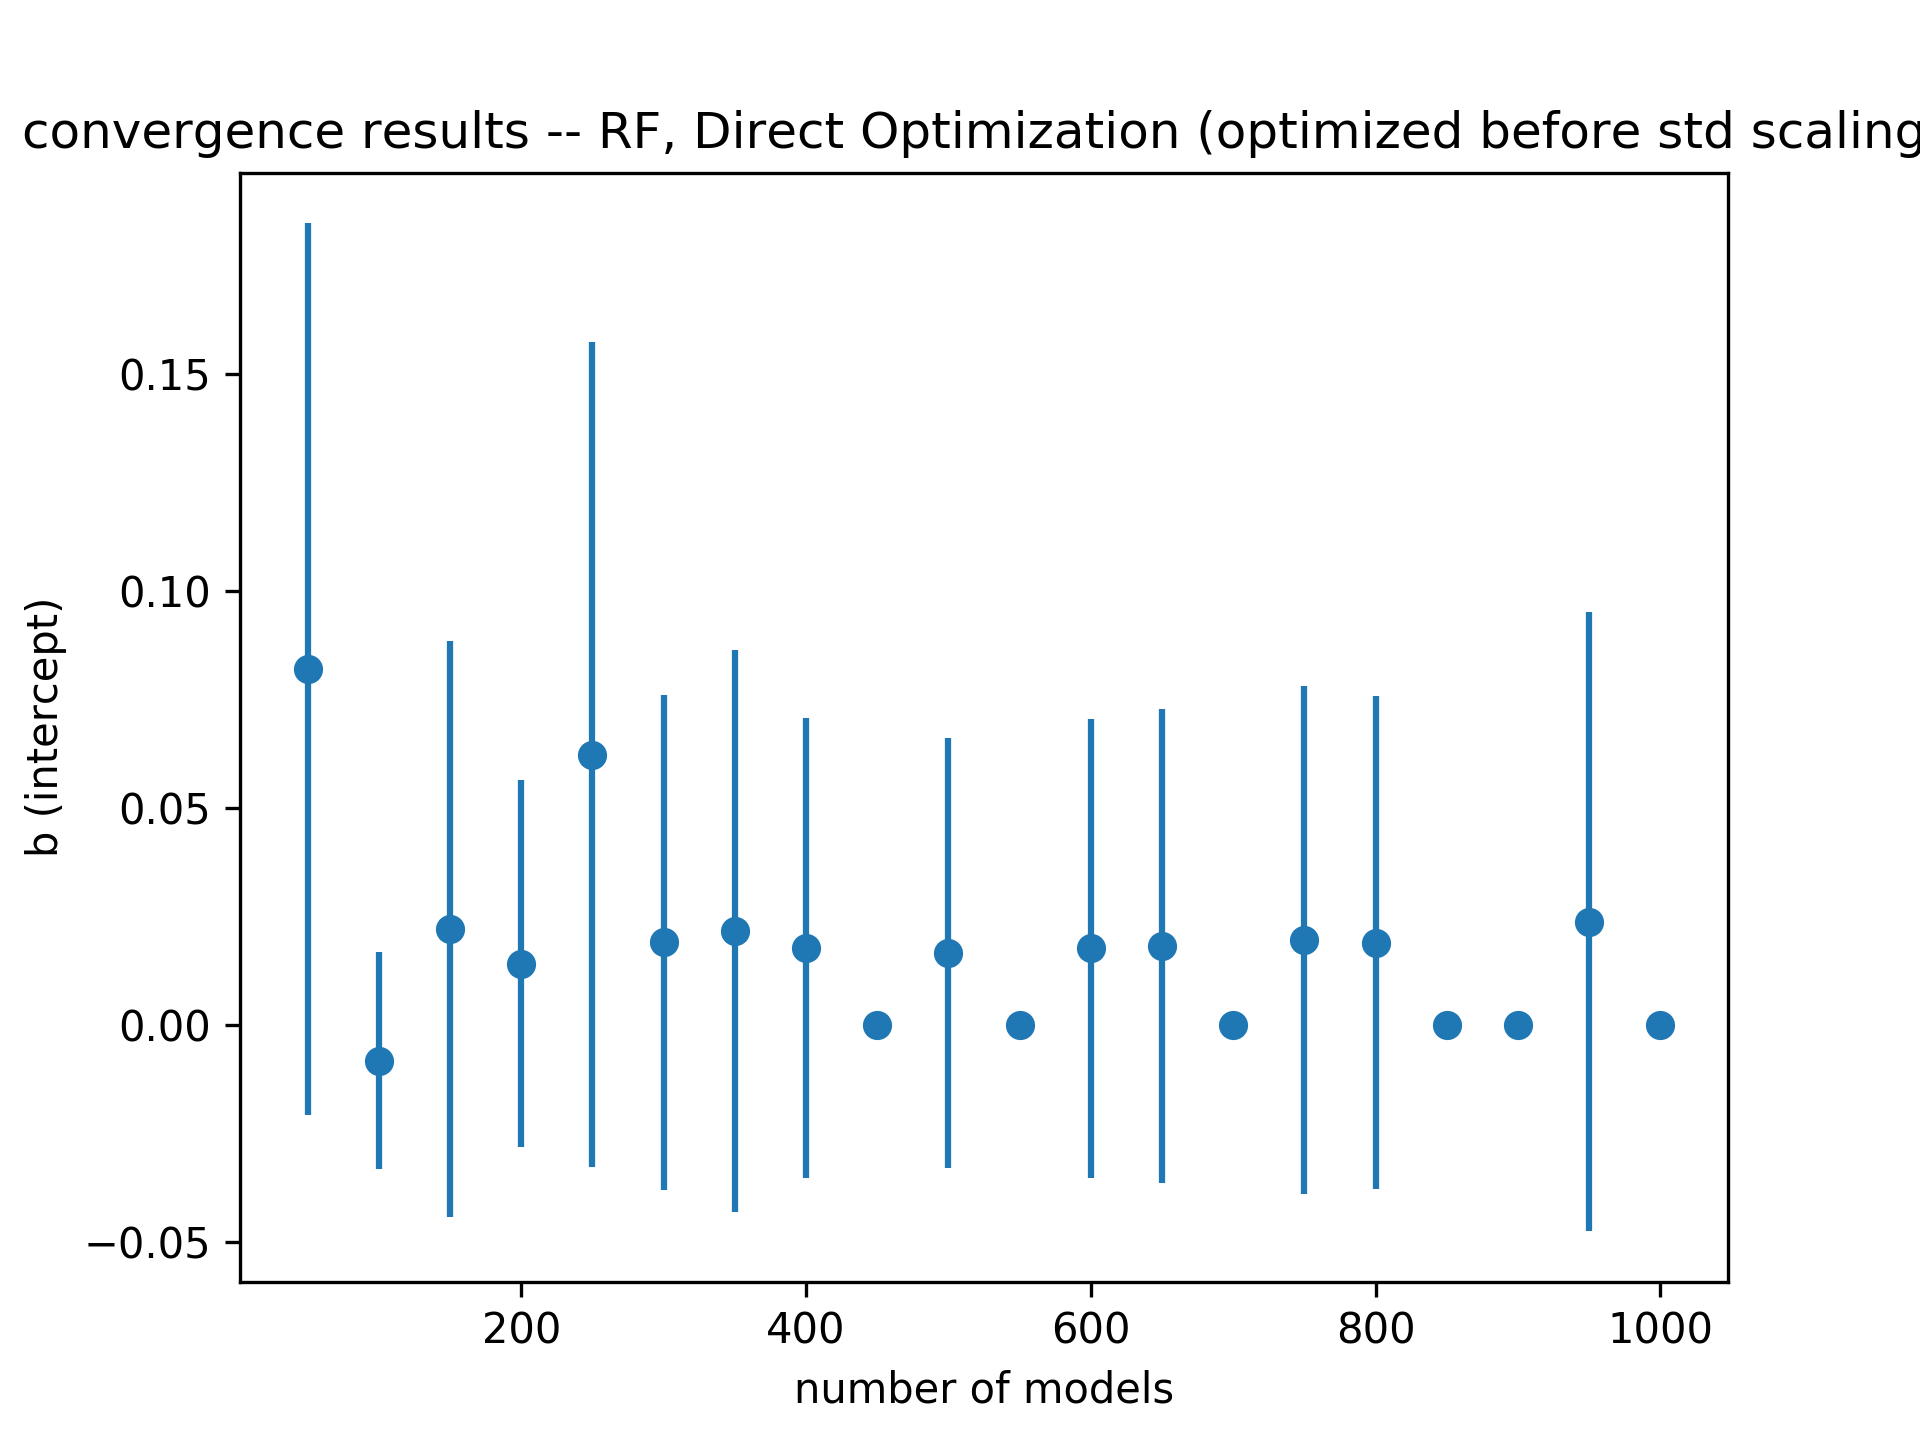 convergence results -- RF, Direct Optimization (optimized before std scaling
0.15
0.10
0.05
0.00
−0.05
b (intercept)
200 400 600 800 1000
number of models